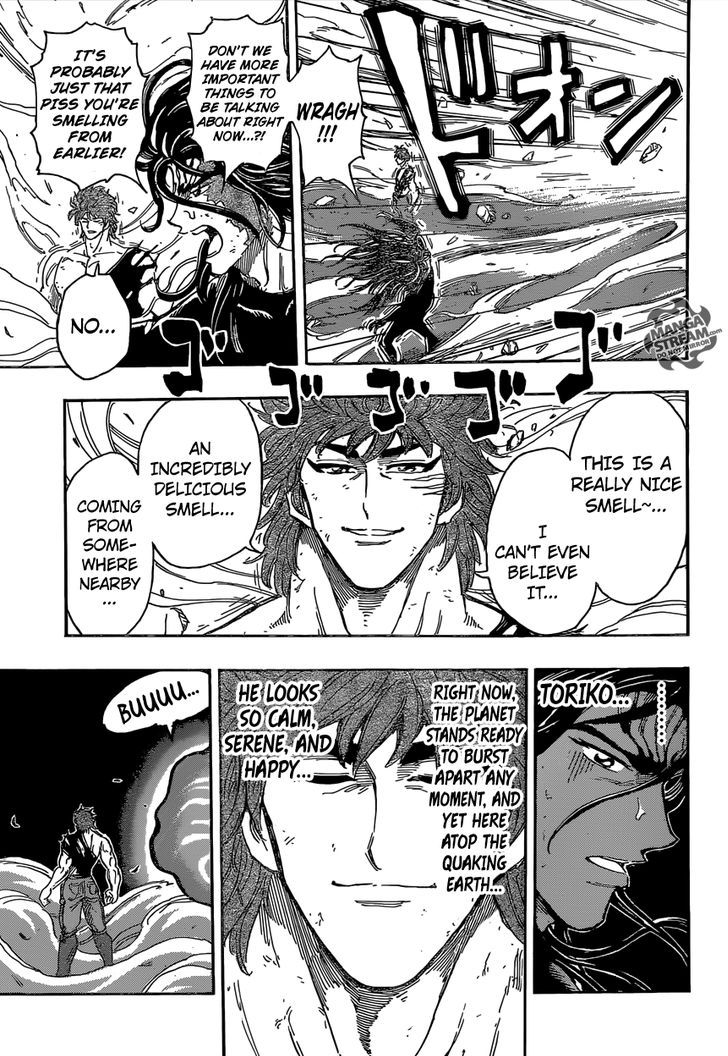 ドオン
WRAGH
!!!
DON'T WE
HAVE MORE
IMPORTANT
THINGS TO
BE TALKING
ABOUT RIGHT
NOW...?!
IT'S
PROBABLY
JUST THAT
PISS YOU'RE
SMELLING
FROM
EARLIER!
NO...
MANGA
STREAM.COM
DO NOT MIRROR
ゴゴゴゴゴ
THIS IS A
REALLY NICE
SMELL~...
I
CAN'T EVEN
BELIEVE
IT...
AN
INCREDIBLY
DELICIOUS
SMELL...
COMING
FROM
SOME-
WHERE
NEARBY
...
.........
TORIKO...
RIGHT NOW,
THE PLANET
STANDS READY
TO BURST
APART ANY
MOMENT, AND
YET HERE
ATOP THE
QUAKING
EARTH...
HE LOOKS
SO CALM,
SERENE, AND
HAPPY...
BUUUU...